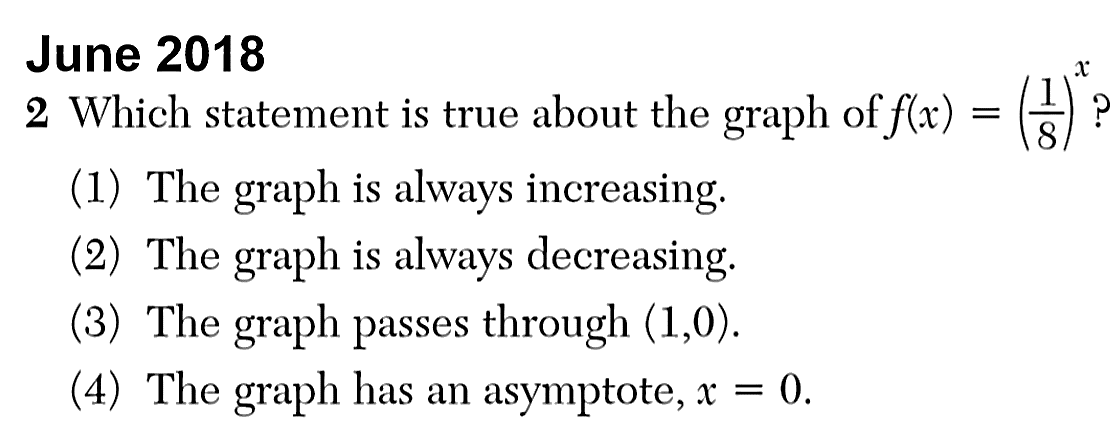 June 2018
2 Which statement is true about the graph of f(x) = (1/8)^x ?
(1) The graph is always increasing.
(2) The graph is always decreasing.
(3) The graph passes through (1,0).
(4) The graph has an asymptote, x = 0.